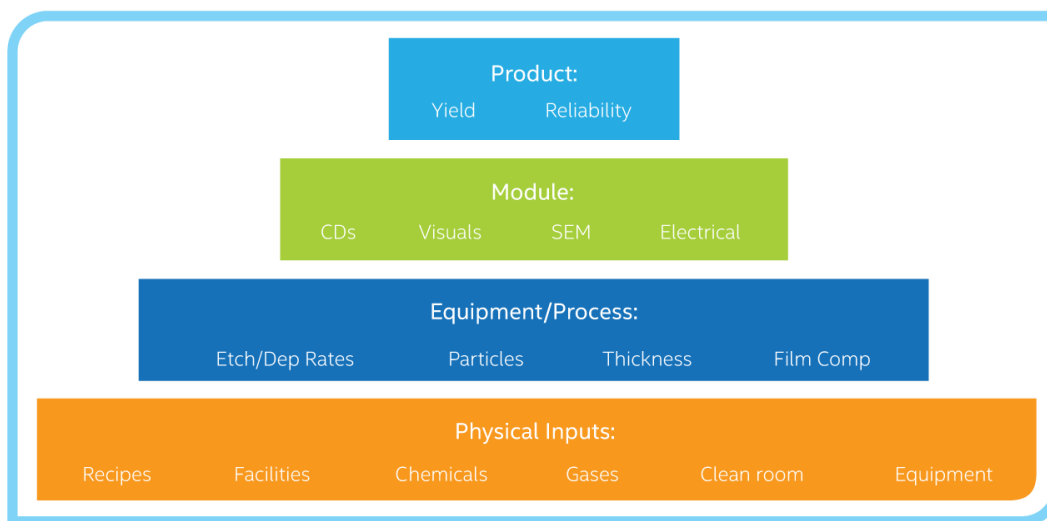 Product:
Yield Reliability
Module:
CDs Visuals SEM Electrical
Equipment/Process:
Etch/Dep Rates Particles Thickness Film Comp
Physical Inputs:
Recipes Facilities Chemicals Gases Clean room Equipment